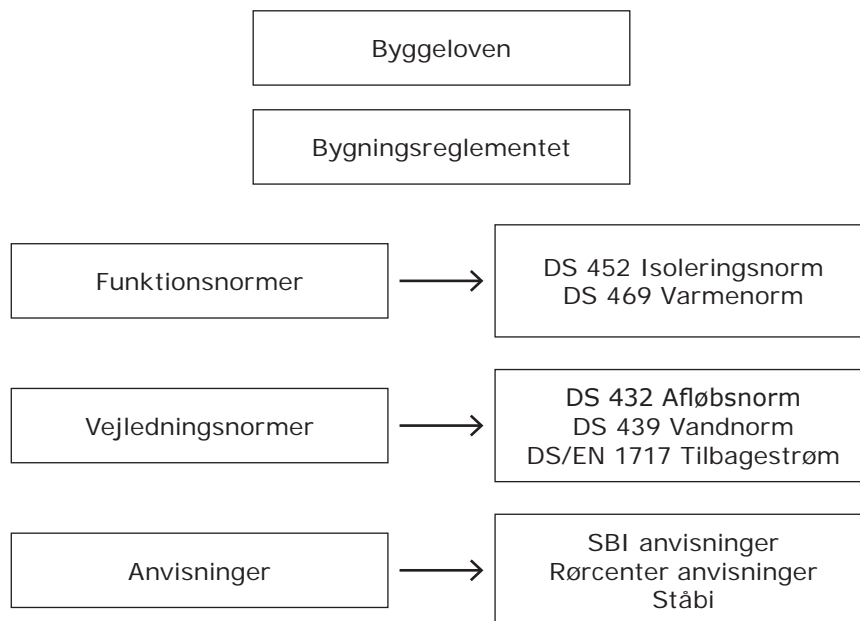 Byggeloven
Bygningsreglementet
Funktionsnormer
DS 452 Isoleringsnorm
DS 469 Varmenorm
Vejledningsnormer
DS 432 Afløbsnorm
DS 439 Vandnorm
DS/EN 1717 Tilbagestrøm
Anvisninger
SBI anvisninger
Rørcenter anvisninger
Ståbi